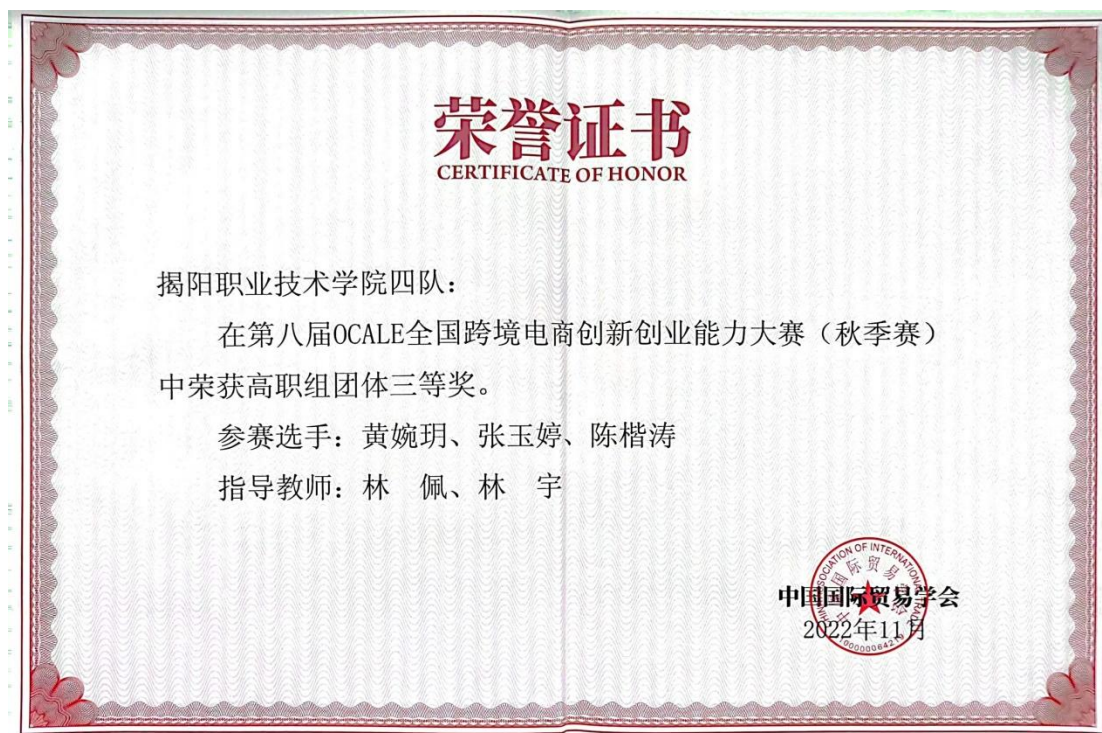 荣誉证书
CERTIFICATE OF HONOR
揭阳职业技术学院四队：
在第八届OCALE全国跨境电商创新创业能力大赛（秋季赛）
中荣获高职组团体三等奖。
参赛选手：黄婉玥、张玉婷、陈楷涛
指导教师：林　佩、林　宇
中国国际贸易学会
2022年11月